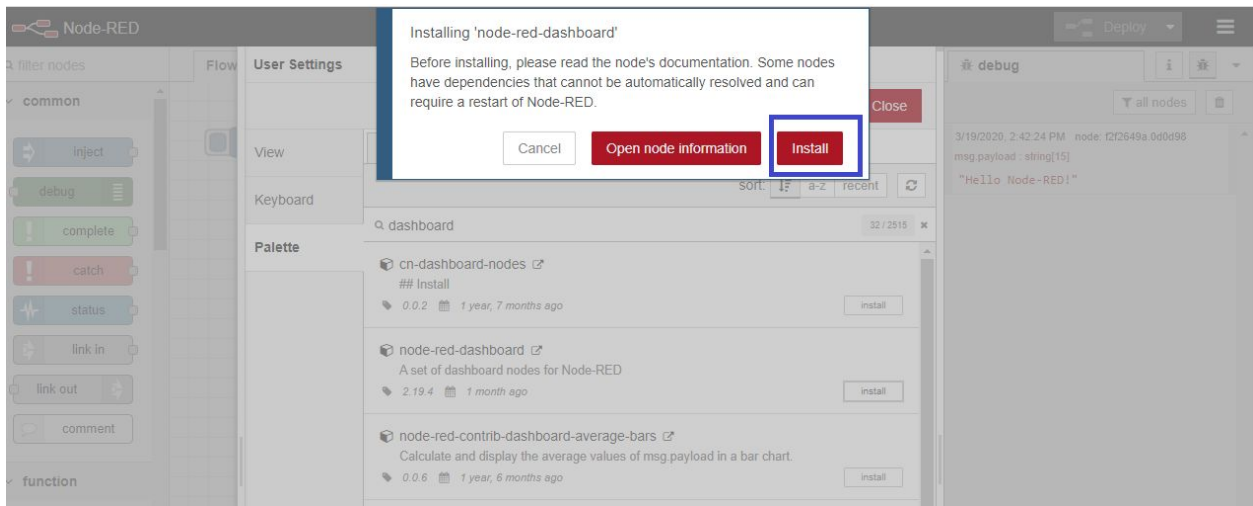 Node-RED
Deploy
filter nodes
Flow
common
inject
debug
complete
catch
status
link in
link out
comment
function
User Settings
Close
View
Keyboard
Palette
Installing 'node-red-dashboard'
Before installing, please read the node's documentation. Some nodes
have dependencies that cannot be automatically resolved and can
require a restart of Node-RED.
Cancel
Open node information
Install
sort:
a-z
recent
dashboard
32 / 2515
cn-dashboard-nodes
## Install
0.0.2 1 year, 7 months ago
install
node-red-dashboard
A set of dashboard nodes for Node-RED
2.19.4 1 month ago
install
node-red-contrib-dashboard-average-bars
Calculate and display the average values of msg.payload in a bar chart.
0.0.6 1 year, 6 months ago
install
debug
i
all nodes
3/19/2020, 2:42:24 PM node: f2f2649a.0d0d98
msg.payload : string[15]
"Hello Node-RED!"